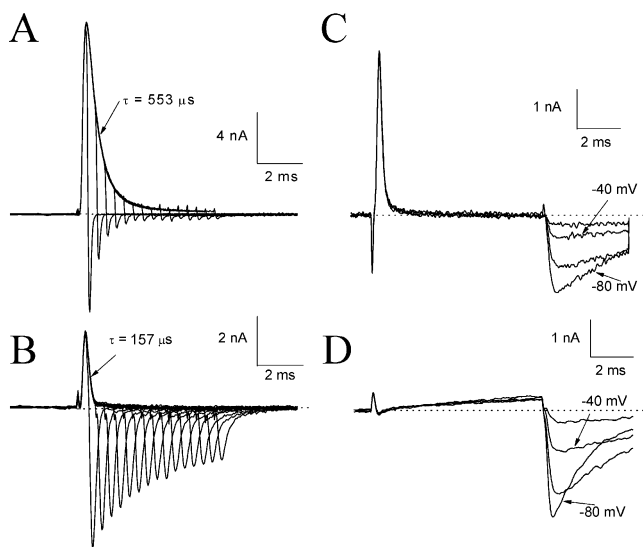 A
τ = 553 μs
4 nA
2 ms
C
1 nA
2 ms
-40 mV
-80 mV
B
τ = 157 μs
2 nA
2 ms
D
1 nA
2 ms
-40 mV
-80 mV